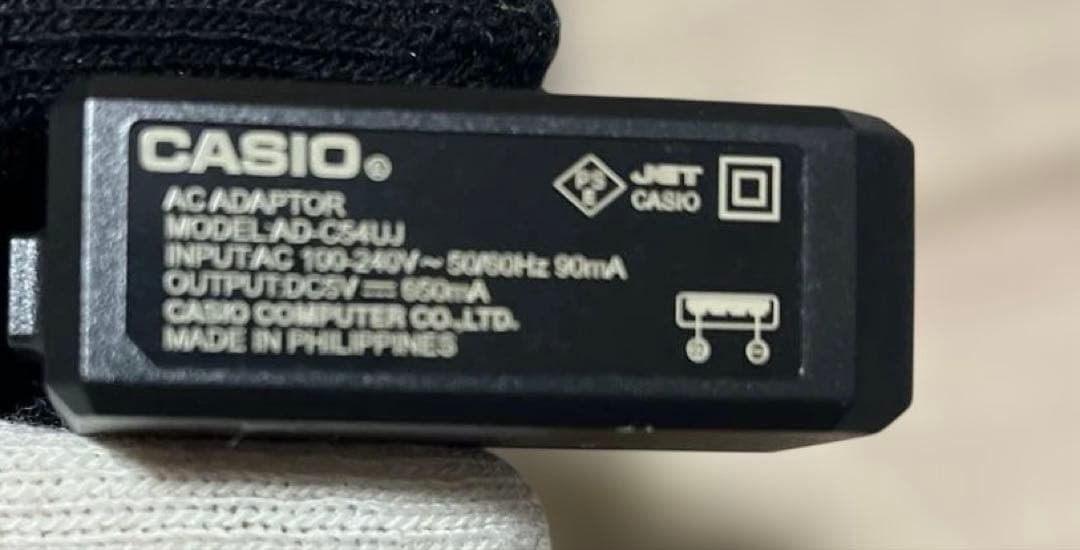 CASIO®
AC ADAPTOR
MODEL:AD-C54UJ
INPUT:AC 100-240V~ 50/60Hz 90mA
OUTPUT:DC5V ⎓ 650mA
CASIO COMPUTER CO.,LTD.
MADE IN PHILIPPINES
PS
E
JET
CASIO